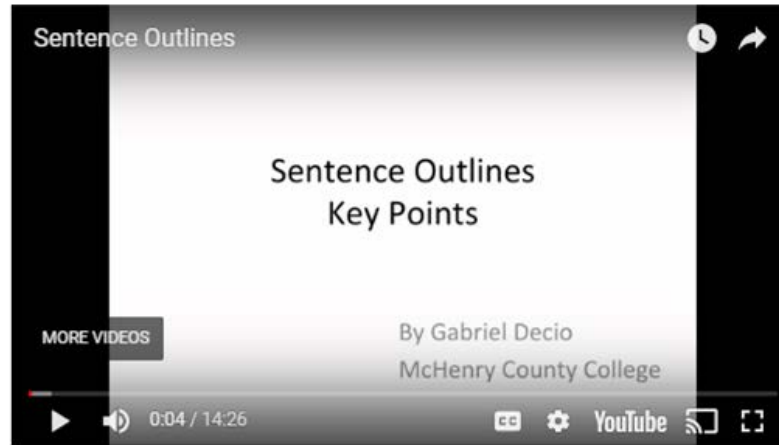 Sentence Outlines
Sentence Outlines
Key Points
By Gabriel Decio
McHenry County College
MORE VIDEOS
0:04 / 14:26
CC
YouTube